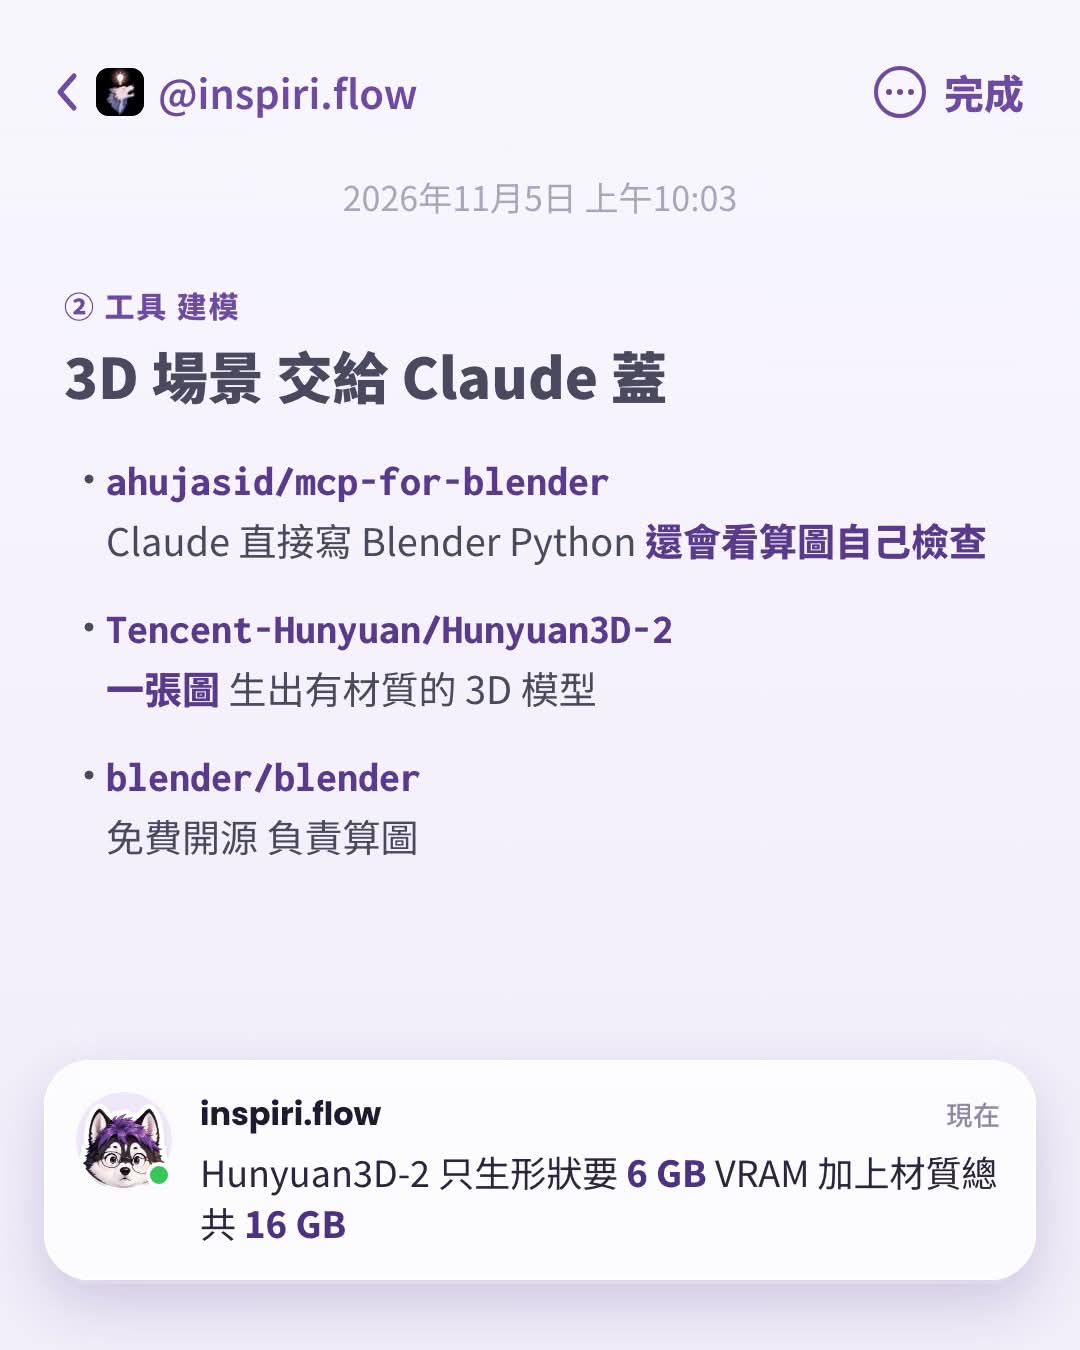 @inspiri.flow
完成
2026年11月5日 上午10:03
② 工具 建模
3D 場景 交給 Claude 蓋
・ahujasid/mcp-for-blender
Claude 直接寫 Blender Python 還會看算圖自己檢查
・Tencent-Hunyuan/Hunyuan3D-2
一張圖 生出有材質的 3D 模型
・blender/blender
免費開源 負責算圖
inspiri.flow
現在
Hunyuan3D-2 只生形狀要 6 GB VRAM 加上材質總
共 16 GB